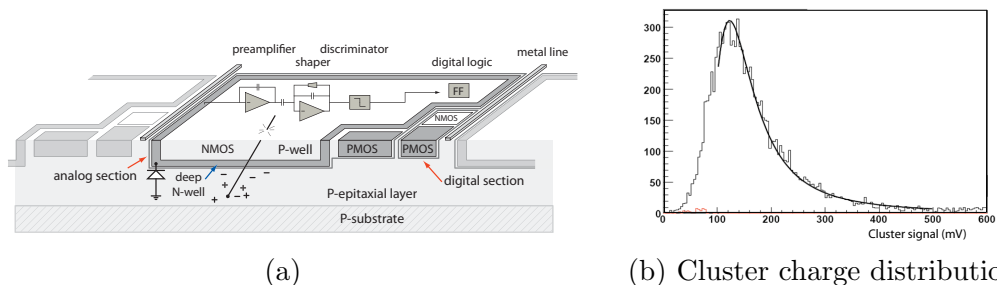 preamplifier
shaper
discriminator
digital logic
metal line
FF
NMOS
NMOS
P-well
PMOS
PMOS
analog section
deep
N-well
digital section
P-epitaxial layer
P-substrate
(a)
300
250
200
150
100
50
0
0
100
200
300
400
500
600
Cluster signal (mV)
(b) Cluster charge distributio